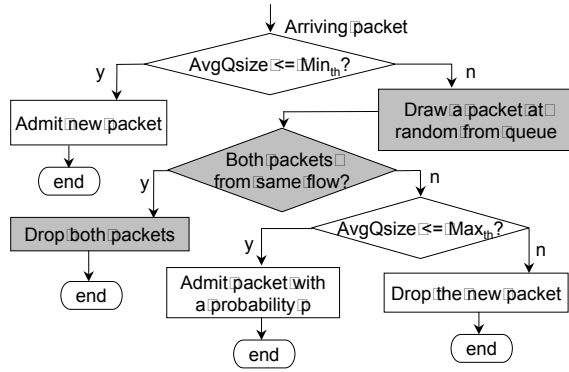 Arriving packet
AvgQsize <= Minth?
y
n
Admit new packet
Draw a packet at
random from queue
end
Both packets
from same flow?
y
n
Drop both packets
AvgQsize <= Maxth?
end
y
n
Admit packet with
a probability p
Drop the new packet
end
end